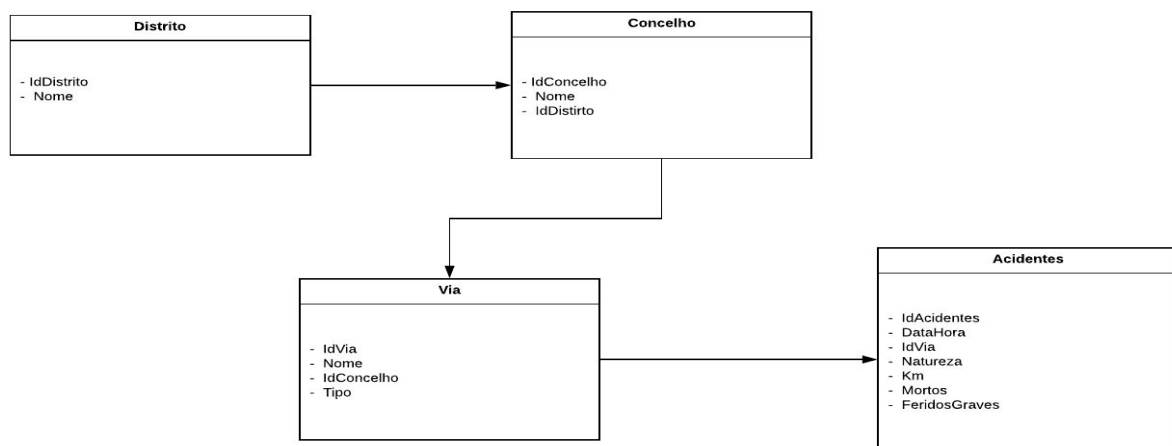 Distrito
- IdDistrito
- Nome
Concelho
- IdConcelho
- Nome
- IdDistirto
Via
- IdVia
- Nome
- IdConcelho
- Tipo
Acidentes
- IdAcidentes
- DataHora
- IdVia
- Natureza
- Km
- Mortos
- FeridosGraves